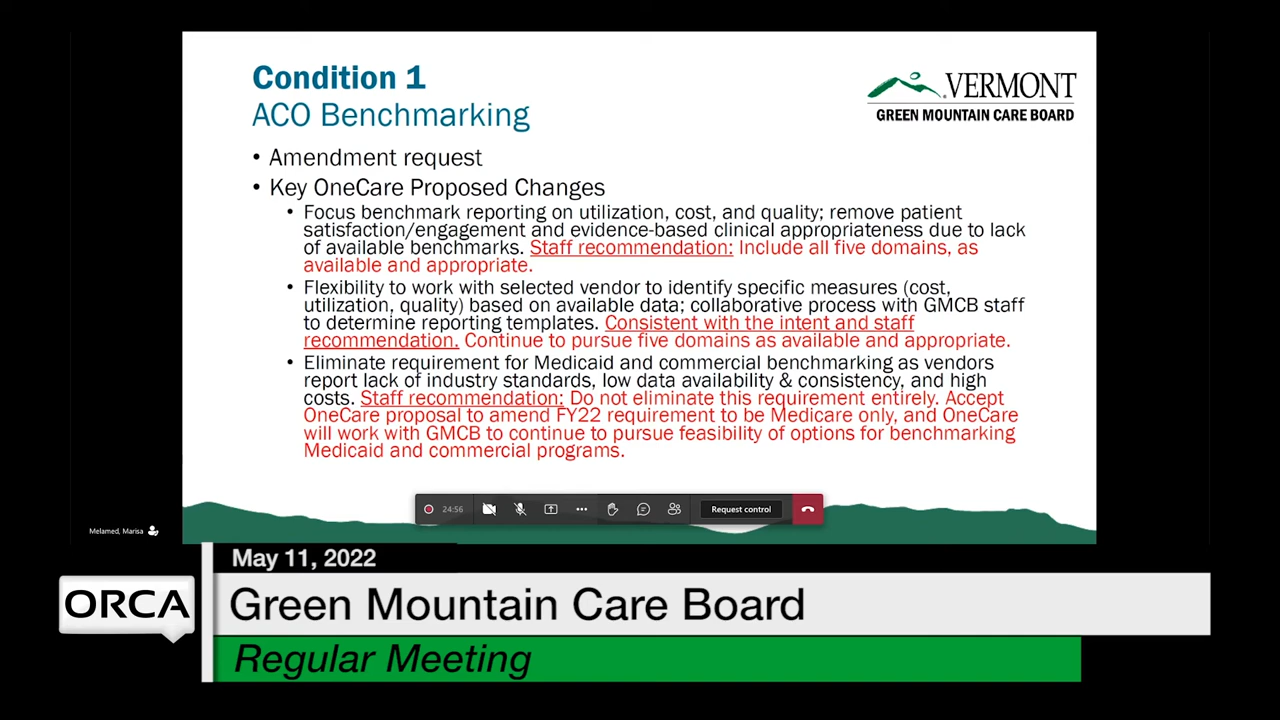 Condition 1
ACO Benchmarking
VERMONT
GREEN MOUNTAIN CARE BOARD
• Amendment request
• Key OneCare Proposed Changes
• Focus benchmark reporting on utilization, cost, and quality; remove patient
satisfaction/engagement and evidence-based clinical appropriateness due to lack
of available benchmarks. Staff recommendation: Include all five domains, as
available and appropriate.
• Flexibility to work with selected vendor to identify specific measures (cost,
utilization, quality) based on available data; collaborative process with GMCB staff
to determine reporting templates. Consistent with the intent and staff
recommendation. Continue to pursue five domains as available and appropriate.
• Eliminate requirement for Medicaid and commercial benchmarking as vendors
report lack of industry standards, low data availability & consistency, and high
costs. Staff recommendation: Do not eliminate this requirement entirely. Accept
OneCare proposal to amend FY22 requirement to be Medicare only, and OneCare
will work with GMCB to continue to pursue feasibility of options for benchmarking
Medicaid and commercial programs.
24:56
Request control
Melamed, Marisa
May 11, 2022
ORCA
Green Mountain Care Board
Regular Meeting